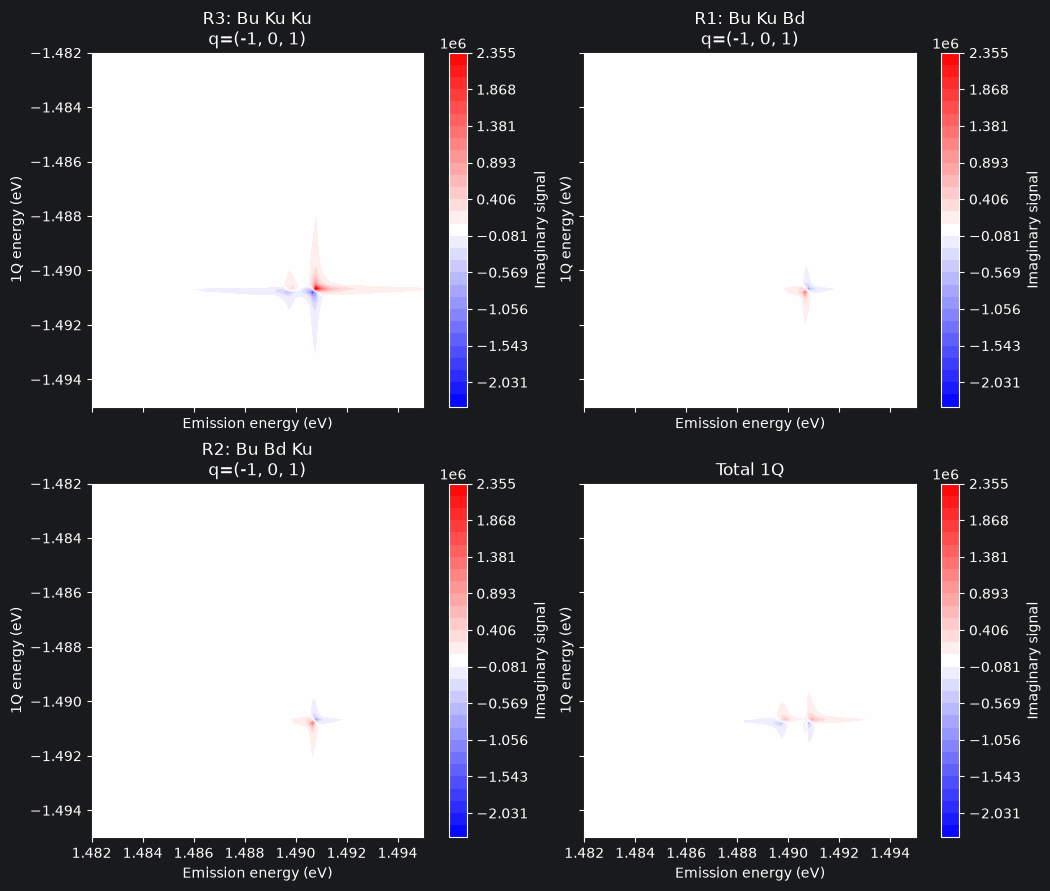 R3: Bu Ku Ku
q=(-1, 0, 1)
1e6
−1.482
−1.484
−1.486
−1.488
−1.490
−1.492
−1.494
1Q energy (eV)
Emission energy (eV)
2.355
1.868
1.381
0.893
0.406
−0.081
−0.569
−1.056
−1.543
−2.031
Imaginary signal
R1: Bu Ku Bd
q=(-1, 0, 1)
1e6
1Q energy (eV)
Emission energy (eV)
2.355
1.868
1.381
0.893
0.406
−0.081
−0.569
−1.056
−1.543
−2.031
Imaginary signal
R2: Bu Bd Ku
q=(-1, 0, 1)
1e6
−1.482
−1.484
−1.486
−1.488
−1.490
−1.492
−1.494
1Q energy (eV)
1.482 1.484 1.486 1.488 1.490 1.492 1.494
Emission energy (eV)
2.355
1.868
1.381
0.893
0.406
−0.081
−0.569
−1.056
−1.543
−2.031
Imaginary signal
Total 1Q
1e6
1Q energy (eV)
1.482 1.484 1.486 1.488 1.490 1.492 1.494
Emission energy (eV)
2.355
1.868
1.381
0.893
0.406
−0.081
−0.569
−1.056
−1.543
−2.031
Imaginary signal